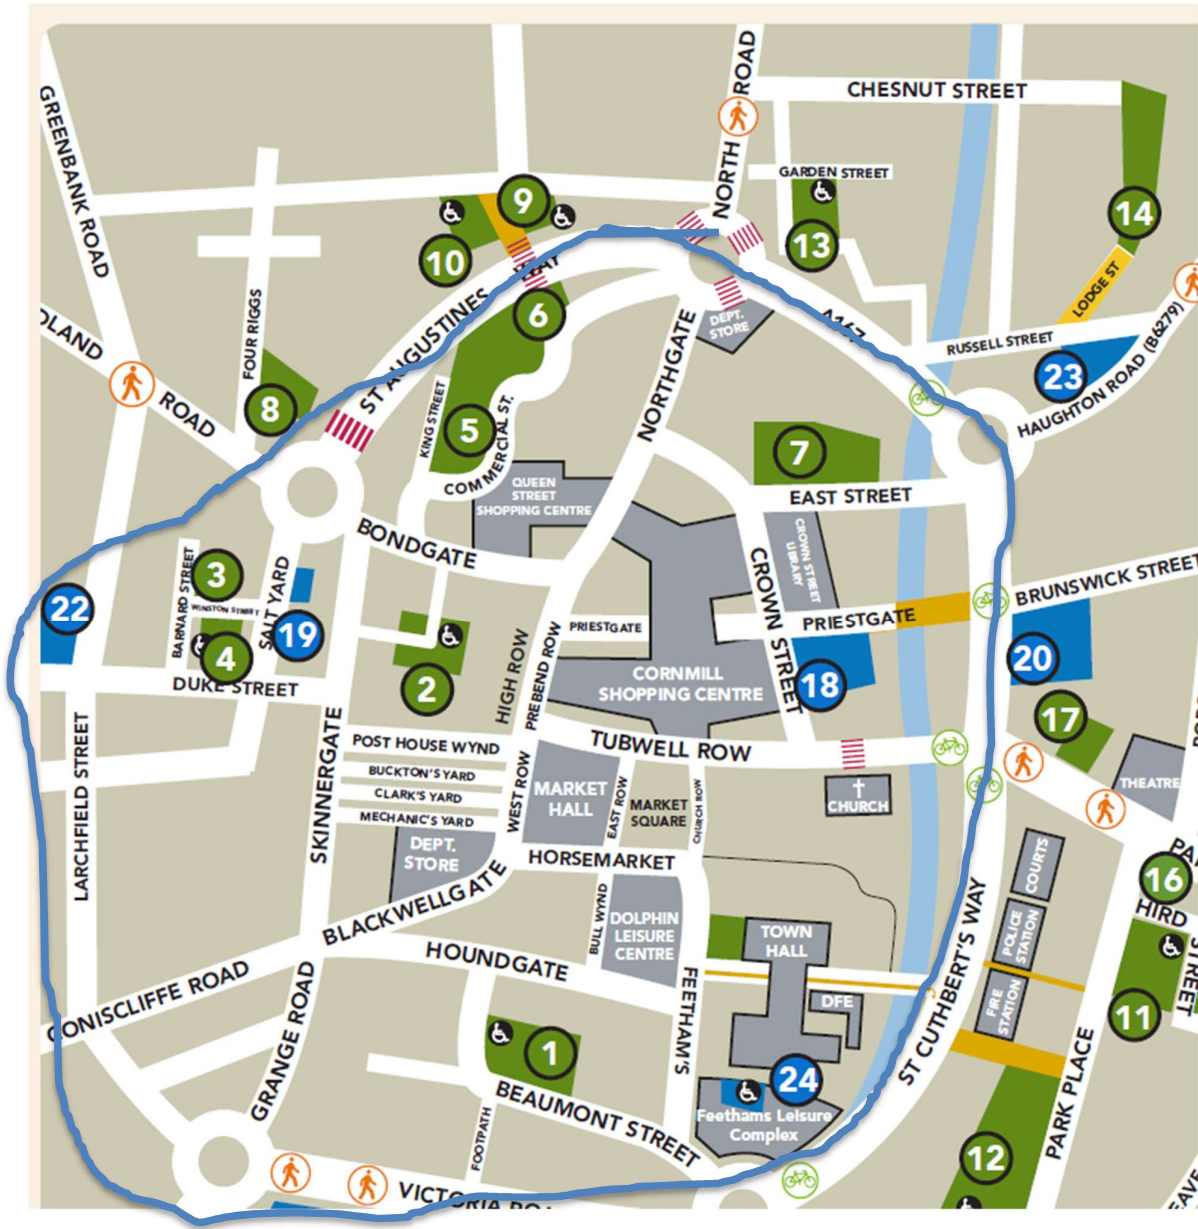 GREENBANK ROAD
NORTH ROAD
CHESNUT STREET
GARDEN STREET
9
10
13
14
LODGE ST
WAY
ST AUGUSTINES
6
DEPT.
STORE
A167
RUSSELL STREET
23
HAUGHTON ROAD (B6279)
ROAD
FOUR RIGGS
8
KING STREET
5
COMMERCIAL ST.
NORTHGATE
7
EAST STREET
QUEEN
STREET
SHOPPING CENTRE
BONDGATE
CROWN STREET
LIBRARY
CROWN STREET
BRUNSWICK STREET
22
BARNARD STREET
3
WINSTON STREET
4
SALT YARD
19
DUKE STREET
2
HIGH ROW
PREBEND ROW
PRIESTGATE
PRIESTGATE
CORNMILL
SHOPPING CENTRE
18
20
17
THEATRE
LARCHFIELD STREET
SKINNERGATE
POST HOUSE WYND
BUCKTON'S YARD
CLARK'S YARD
MECHANIC'S YARD
TUBWELL ROW
WEST ROW
MARKET
HALL
EAST ROW
MARKET
SQUARE
CHURCH ROW
CHURCH
DEPT.
STORE
HORSEMARKET
BLACKWELLGATE
BULL WYND
DOLPHIN
LEISURE
CENTRE
TOWN
HALL
COURTS
POLICE
STATION
FIRE
STATION
16
HOUNDGATE
CONISCLIFFE ROAD
GRANGE ROAD
FEETHAM'S
DFE
ST CUTHBERT'S WAY
11
PARK PLACE
1
BEAUMONT STREET
FOOTPATH
24
Feethams Leisure
Complex
12
VICTORIA